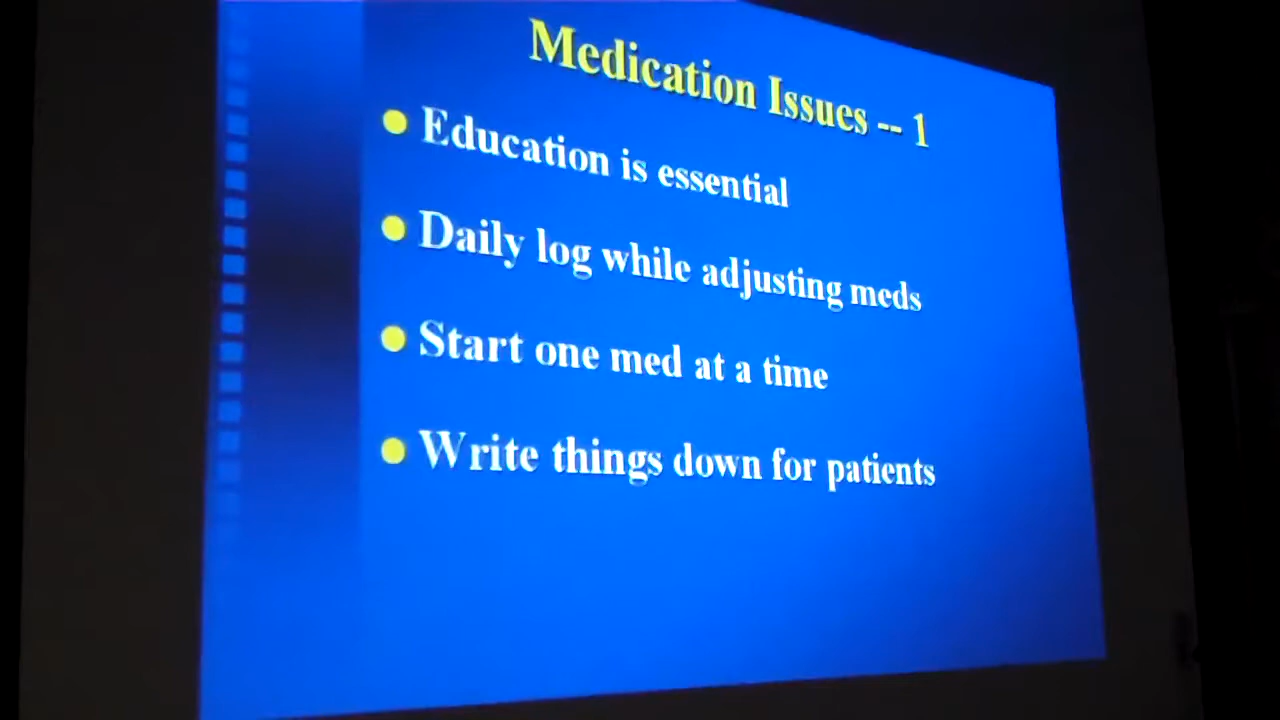 Medication Issues -- 1
Education is essential
Daily log while adjusting meds
Start one med at a time
Write things down for patients